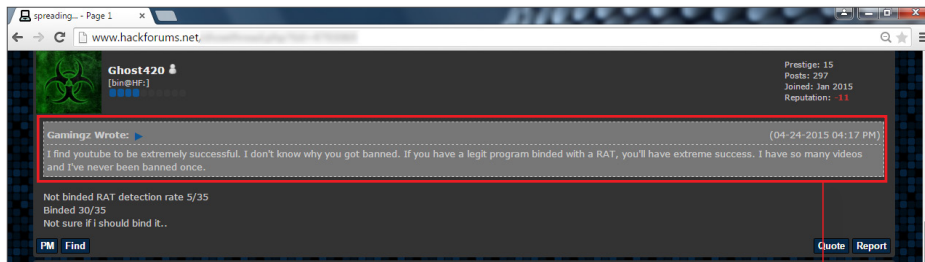 spreading... - Page 1
www.hackforums.net
Ghost420
[bin@HF:]
Prestige: 15
Posts: 297
Joined: Jan 2015
Reputation: -11
Gamingz Wrote:
(04-24-2015 04:17 PM)
I find youtube to be extremely successful. I don't know why you got banned. If you have a legit program binded with a RAT, you'll have extreme success. I have so many videos
and I've never been banned once.
Not binded RAT detection rate 5/35
Binded 30/35
Not sure if i should bind it..
PM Find
Quote Report